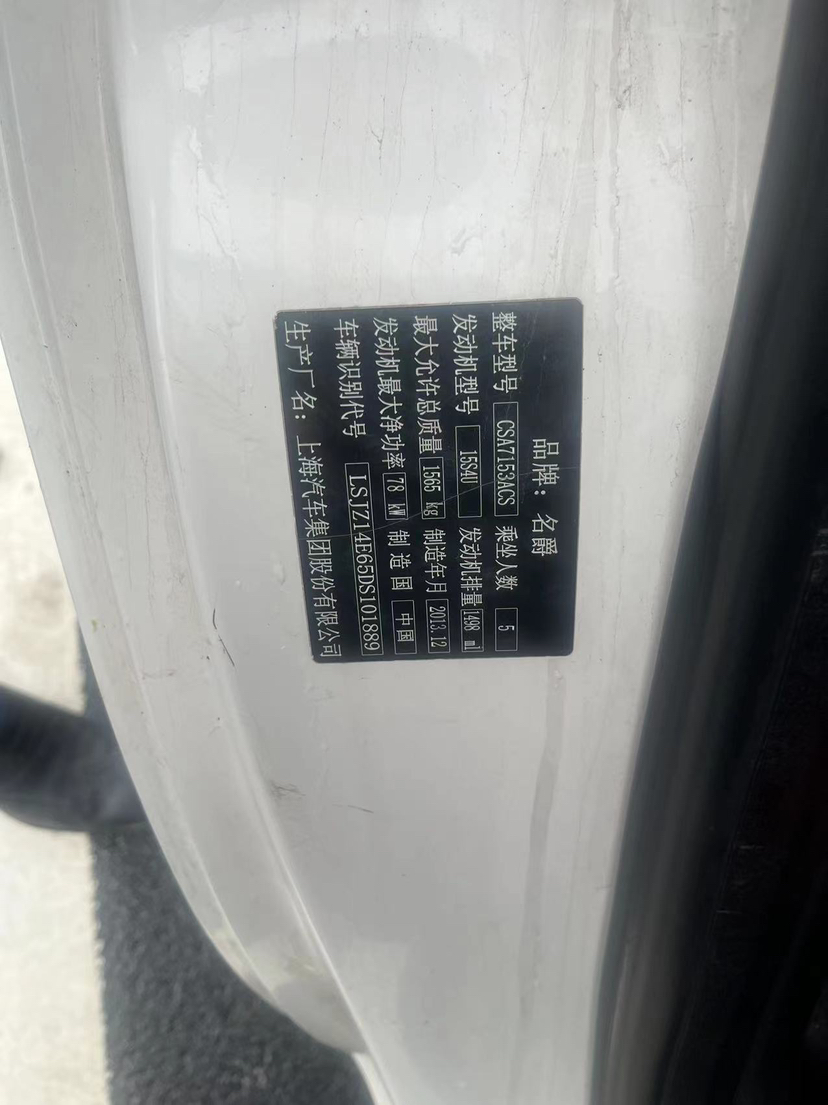 品牌：名爵
整车型号 CSA7153ACS 乘坐人数 5
发动机型号 15S4U 发动机排量 1498 ml
最大允许总质量 1565 kg 制造年月 2013.12
发动机最大净功率 78 kW 制造国 中国
车辆识别代号 LSJZ14E65DS101889
生产厂名：上海汽车集团股份有限公司